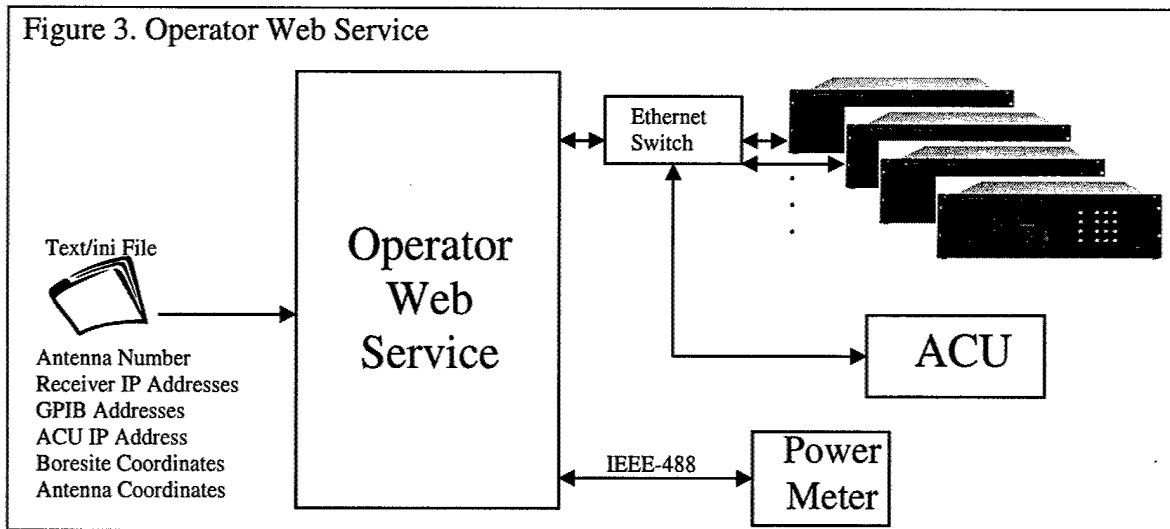 Figure 3. Operator Web Service
Ethernet
Switch
Text/ini File
Operator
Web
Service
Antenna Number
Receiver IP Addresses
GPIB Addresses
ACU IP Address
Boresite Coordinates
Antenna Coordinates
ACU
IEEE-488
Power
Meter